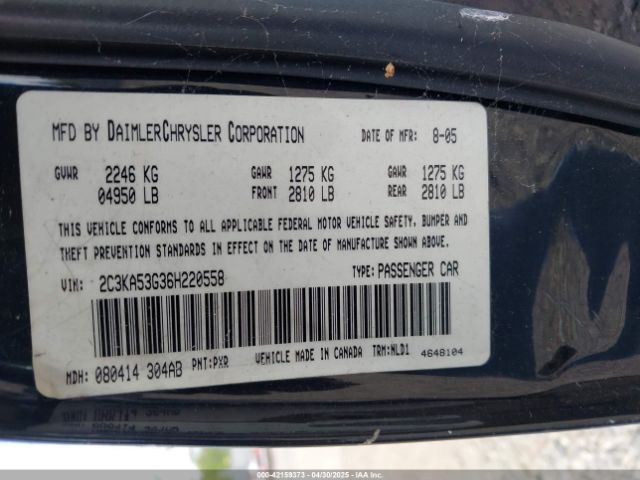 MFD BY DAIMLERCHRYSLER CORPORATION DATE OF MFR: 8-05
GVWR 2246 KG GAWR 1275 KG GAWR 1275 KG
04950 LB FRONT 2810 LB REAR 2810 LB
THIS VEHICLE CONFORMS TO ALL APPLICABLE FEDERAL MOTOR VEHICLE SAFETY, BUMPER AND
THEFT PREVENTION STANDARDS IN EFFECT ON THE DATE OF MANUFACTURE SHOWN ABOVE.
VIN: 2C3KA53G36H220558 TYPE: PASSENGER CAR
MDH: 080414 304AB PNT: PXR VEHICLE MADE IN CANADA TRM: NLD1 4648104
000-42159373 - 04/30/2025 - IAAI.COM